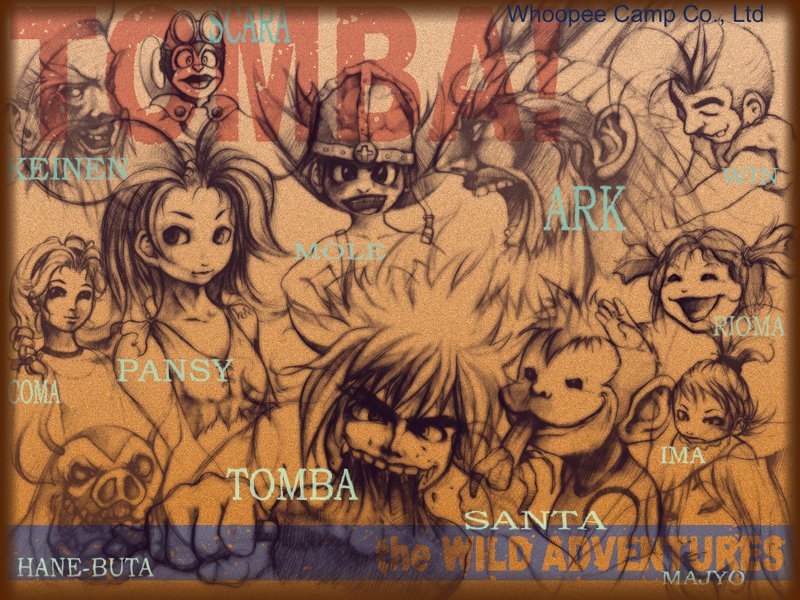 TOMBA!
Whoopee Camp Co., Ltd
SCARA
KEINEN
WIN
ARK
MOLE
RIOMA
PANSY
COMA
IMA
TOMBA
SANTA
the WILD ADVENTURES
HANE-BUTA
MAJYO